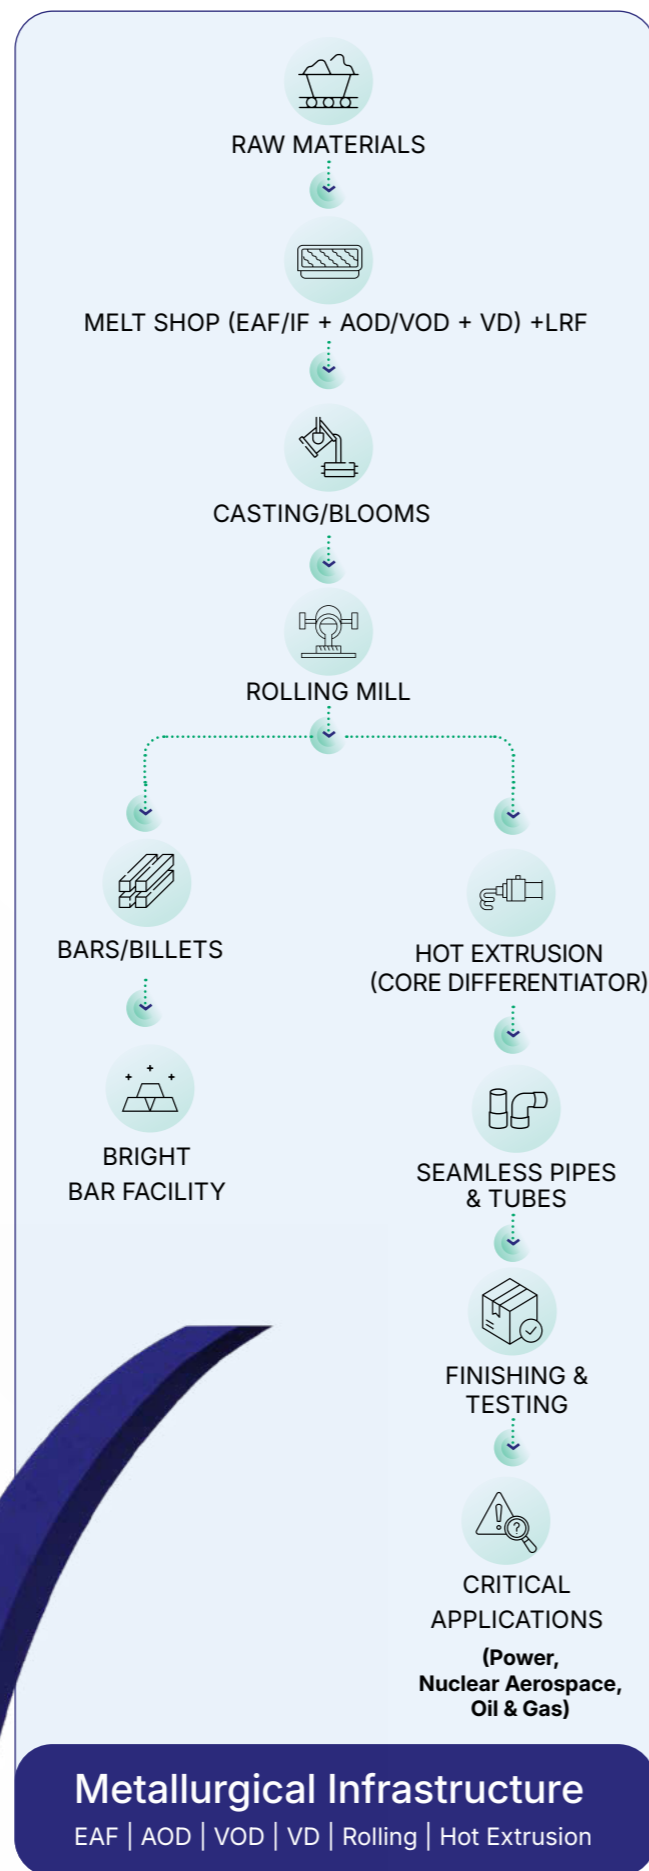 RAW MATERIALS
MELT SHOP (EAF/IF + AOD/VOD + VD) +LRF
CASTING/BLOOMS
ROLLING MILL
BARS/BILLETS
BRIGHT
BAR FACILITY
HOT EXTRUSION
(CORE DIFFERENTIATOR)
SEAMLESS PIPES
& TUBES
FINISHING &
TESTING
CRITICAL
APPLICATIONS
(Power,
Nuclear Aerospace,
Oil & Gas)
Metallurgical Infrastructure
EAF | AOD | VOD | VD | Rolling | Hot Extrusion